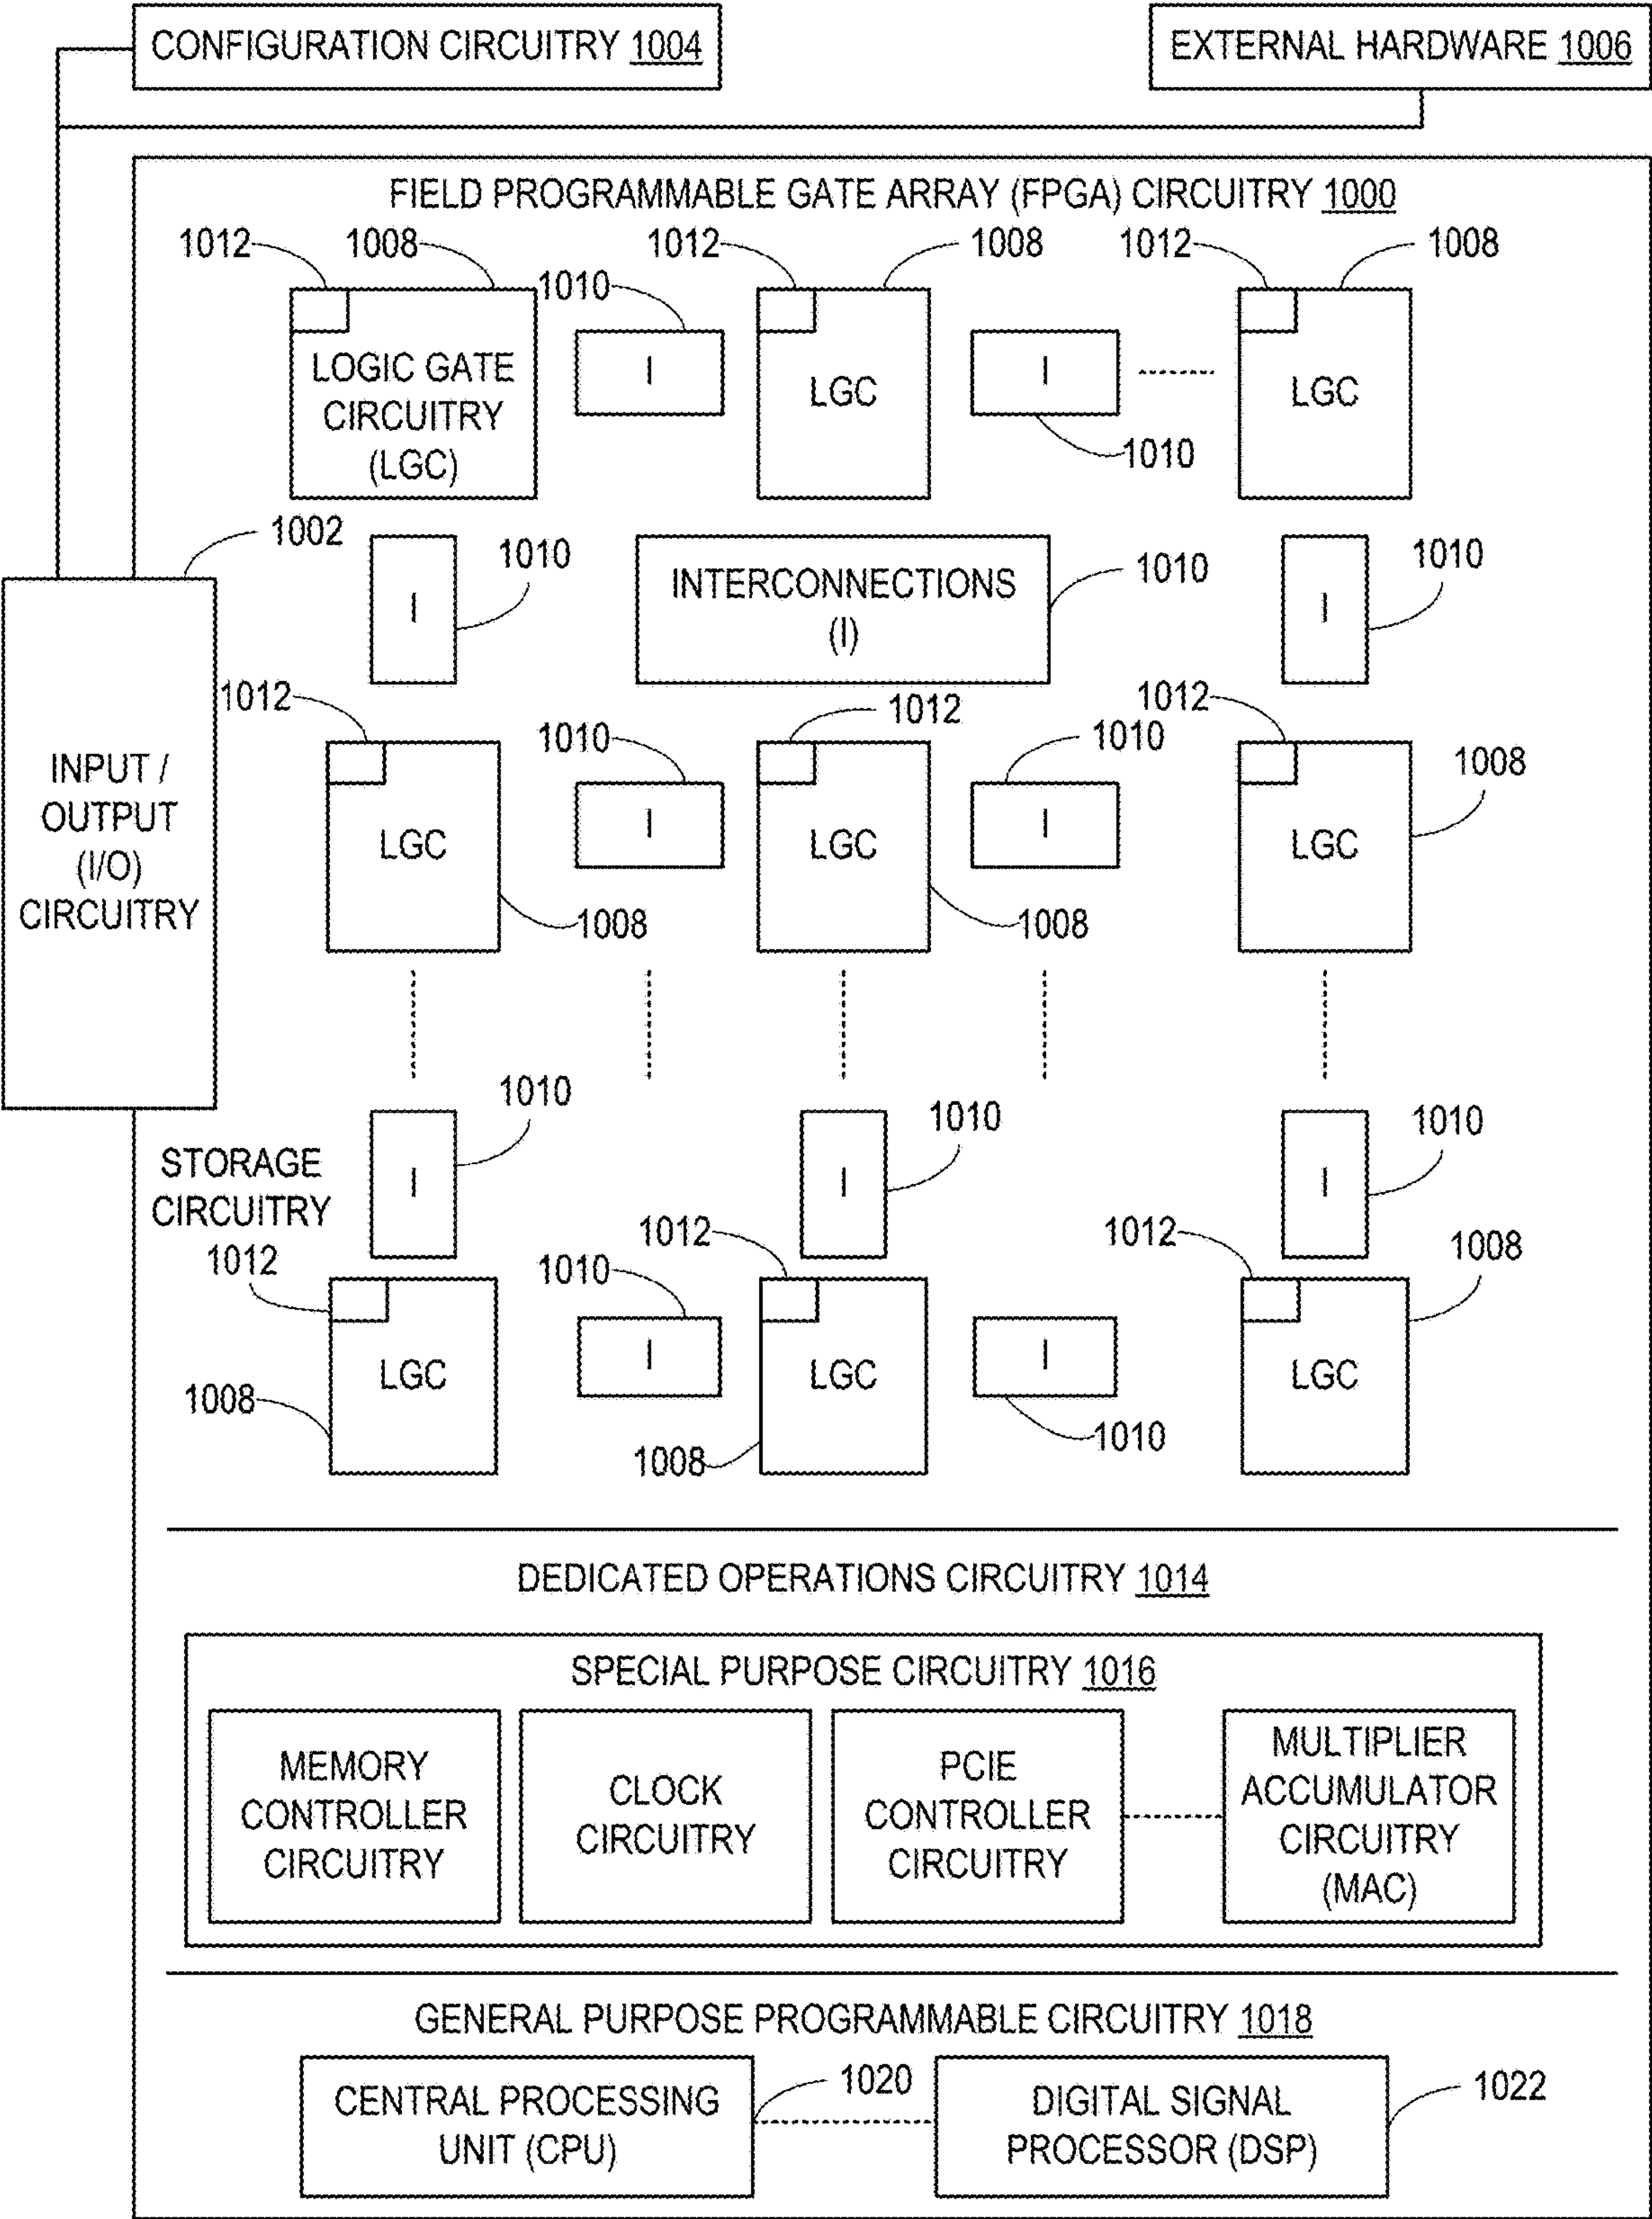 CONFIGURATION CIRCUITRY 1004
EXTERNAL HARDWARE 1006
FIELD PROGRAMMABLE GATE ARRAY (FPGA) CIRCUITRY 1000
1012
1008
1012
1008
1012
1008
1010
LOGIC GATE
CIRCUITRY
(LGC)
I
LGC
I
LGC
1010
1002
1010
INTERCONNECTIONS
(I)
1010
1010
I
I
1012
1012
1012
1010
1010
1008
INPUT /
OUTPUT
(I/O)
CIRCUITRY
LGC
I
LGC
I
LGC
1008
1008
1010
1010
1010
STORAGE
CIRCUITRY
I
I
I
1012
1012
1012
1008
1010
LGC
I
LGC
I
LGC
1008
1008
1010
DEDICATED OPERATIONS CIRCUITRY 1014
SPECIAL PURPOSE CIRCUITRY 1016
MEMORY
CONTROLLER
CIRCUITRY
CLOCK
CIRCUITRY
PCIE
CONTROLLER
CIRCUITRY
MULTIPLIER
ACCUMULATOR
CIRCUITRY
(MAC)
GENERAL PURPOSE PROGRAMMABLE CIRCUITRY 1018
CENTRAL PROCESSING
UNIT (CPU)
1020
DIGITAL SIGNAL
PROCESSOR (DSP)
1022